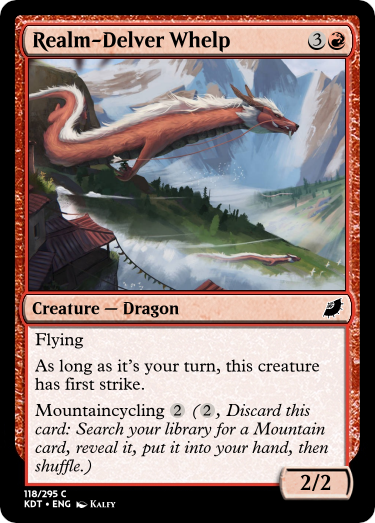 Realm-Delver Whelp 3
Creature — Dragon
Flying
As long as it's your turn, this creature
has first strike.
Mountaincycling 2 (2, Discard this
card: Search your library for a Mountain
card, reveal it, put it into your hand, then
shuffle.)
2/2
118/295 C
KDT • ENG Kalfy